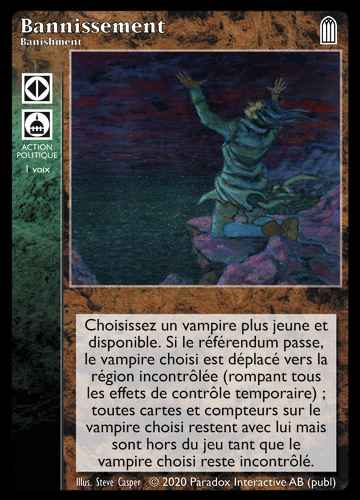 Bannissement
Banishment
ACTION
POLITIQUE
1 voix
Choisissez un vampire plus jeune et
disponible. Si le référendum passe,
le vampire choisi est déplacé vers la
région incontrôlée (rompant tous
les effets de contrôle temporaire) ;
toutes cartes et compteurs sur le
vampire choisi restent avec lui mais
sont hors du jeu tant que le
vampire choisi reste incontrôlé.
Illus. Steve Casper © 2020 Paradox Interactive AB (publ)